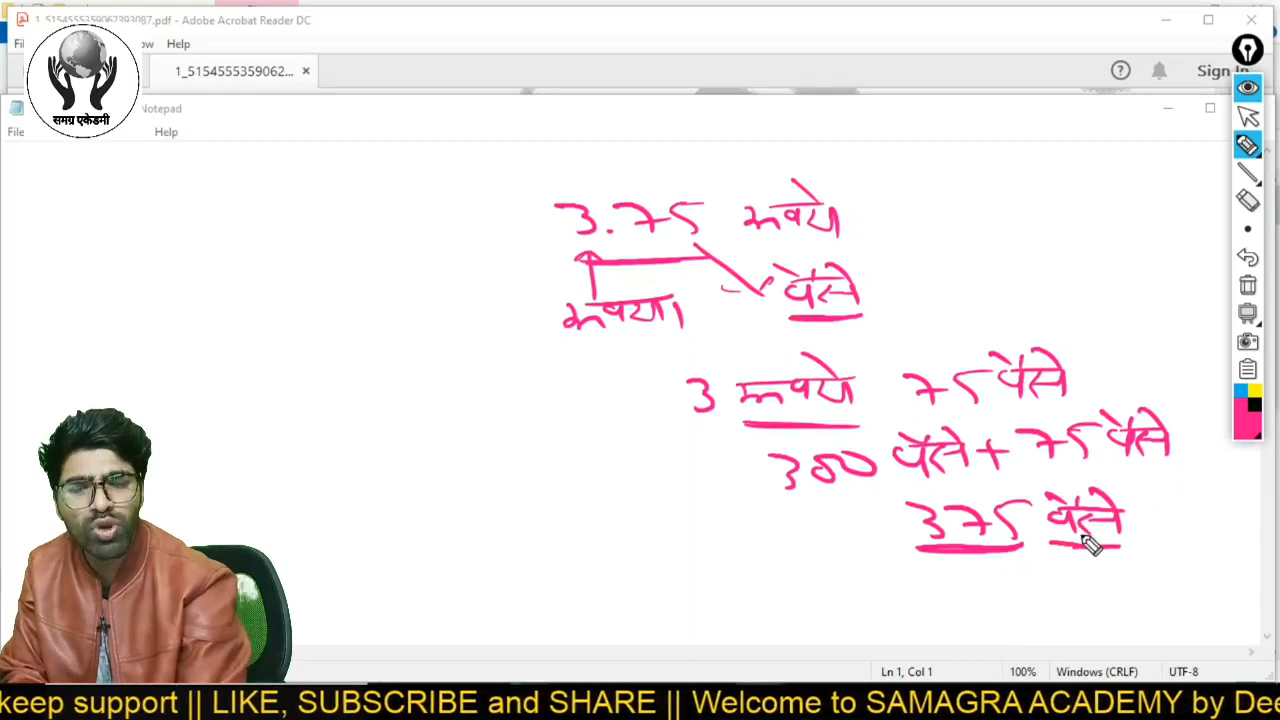 1_5154555359062393087.pdf - Adobe Acrobat Reader DC
Help
1_5154555359062...
Sign In
समग्र एकेडमी
Notepad
File
Help
3.75 रूपये
रूपया पैसे
3 रूपये 75 पैसे
300 पैसे + 75 पैसे
375 पैसे
Ln 1, Col 1 100% Windows (CRLF) UTF-8
keep support || LIKE, SUBSCRIBE and SHARE || Welcome to SAMAGRA ACADEMY by Dee